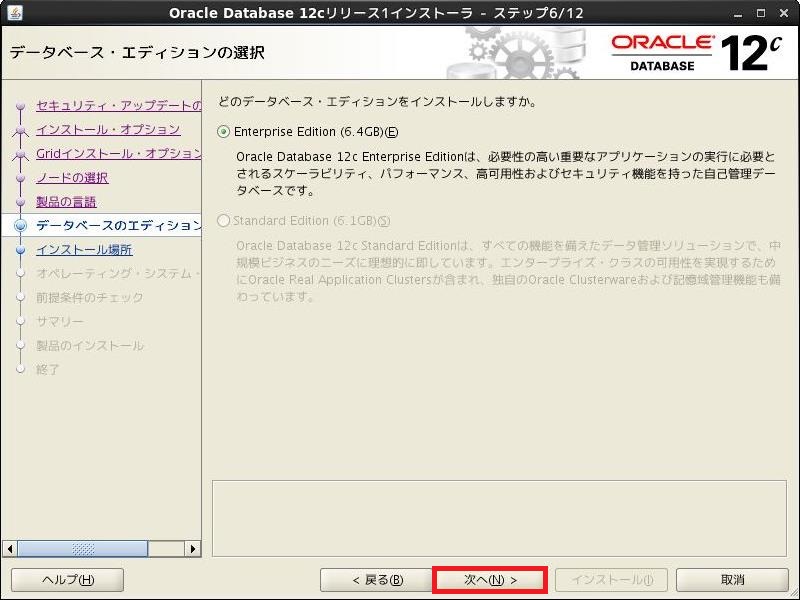 Oracle Database 12cリリース1インストーラ - ステップ6/12
データベース・エディションの選択
ORACLE
DATABASE
12c
セキュリティ・アップデートの
インストール・オプション
Gridインストール・オプション
ノードの選択
製品の言語
データベースのエディション
インストール場所
オペレーティング・システム・
前提条件のチェック
サマリー
製品のインストール
終了
どのデータベース・エディションをインストールしますか。
Enterprise Edition (6.4GB)(E)
Oracle Database 12c Enterprise Editionは、必要性の高い重要なアプリケーションの実行に必要と
されるスケーラビリティ、パフォーマンス、高可用性およびセキュリティ機能を持った自己管理デー
タベースです。
Standard Edition (6.1GB)(S)
Oracle Database 12c Standard Editionは、すべての機能を備えたデータ管理ソリューションで、中
規模ビジネスのニーズに理想的に即しています。エンタープライズ・クラスの可用性を実現するため
にOracle Real Application Clustersが含まれ、独自のOracle Clusterwareおよび記憶域管理機能も備
わっています。
ヘルプ(H)
< 戻る(B)
次へ(N) >
インストール(I)
取消